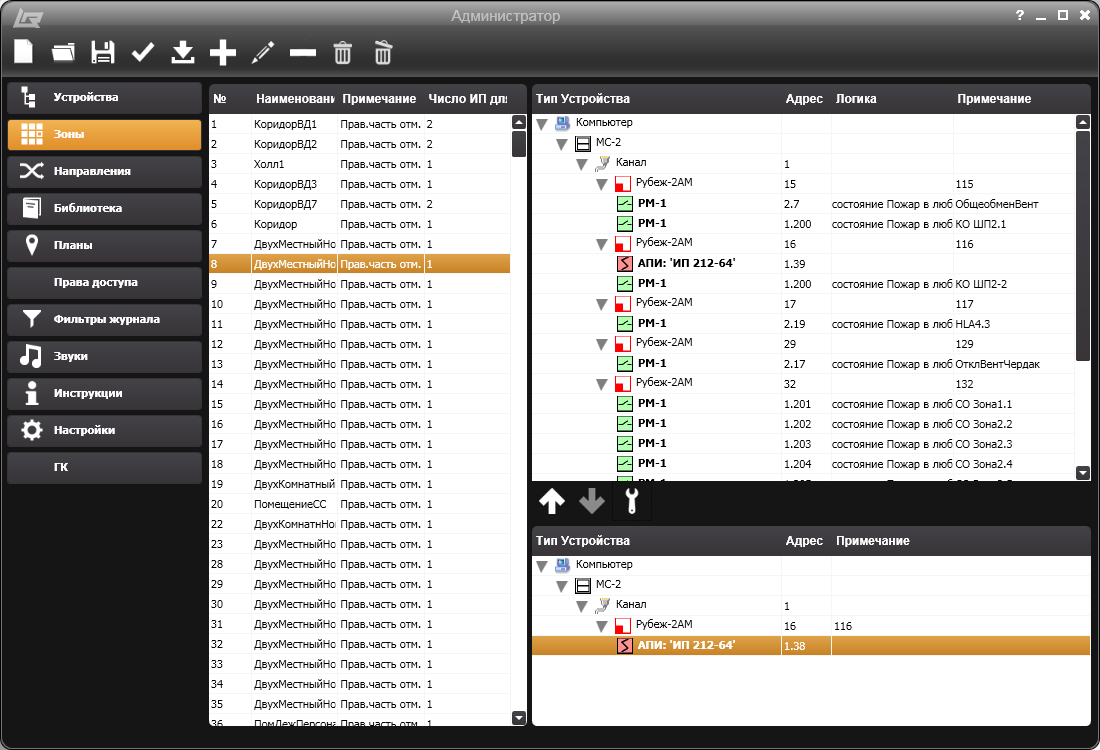 Администратор
?
Устройства
Зоны
Направления
Библиотека
Планы
Права доступа
Фильтры журнала
Звуки
Инструкции
Настройки
ГК
№ Наименовани Примечание Число ИП для
1 КоридорВД1 Прав.часть отм. 2
2 КоридорВД2 Прав.часть отм. 2
3 Холл1 Прав.часть отм. 1
4 КоридорВД3 Прав.часть отм. 1
5 КоридорВД7 Прав.часть отм. 2
6 Коридор Прав.часть отм. 1
7 ДвухМестныйНо Прав.часть отм. 1
8 ДвухМестныйНо Прав.часть отм. 1
9 ДвухМестныйНо Прав.часть отм. 1
10 ДвухМестныйНо Прав.часть отм. 1
11 ДвухМестныйНо Прав.часть отм. 1
12 ДвухМестныйНо Прав.часть отм. 1
13 ДвухМестныйНо Прав.часть отм. 1
14 ДвухМестныйНо Прав.часть отм. 1
15 ДвухМестныйНо Прав.часть отм. 1
16 ДвухМестныйНо Прав.часть отм. 1
17 ДвухМестныйНо Прав.часть отм. 1
18 ДвухМестныйНо Прав.часть отм. 1
19 ДвухКомнатный Прав.часть отм. 1
20 ПомещениеСС Прав.часть отм. 1
22 ДвухКомнатнНо Прав.часть отм. 1
23 ДвухМестныйНо Прав.часть отм. 1
28 ДвухМестныйНо Прав.часть отм. 1
29 ДвухМестныйНо Прав.часть отм. 1
30 ДвухМестныйНо Прав.часть отм. 1
31 ДвухМестныйНо Прав.часть отм. 1
32 ДвухМестныйНо Прав.часть отм. 1
33 ДвухМестныйНо Прав.часть отм. 1
34 ДвухМестныйНо Прав.часть отм. 1
35 ДвухМестныйНо Прав.часть отм. 1
36 ПомДежПерсона Прав.часть отм. 1
Тип Устройства Адрес Логика Примечание
Компьютер
МС-2
Канал 1
Рубеж-2АМ 15 115
РМ-1 2.7 состояние Пожар в люб ОбщеобменВент
РМ-1 1.200 состояние Пожар в люб КО ШП2.1
Рубеж-2АМ 16 116
АПИ: 'ИП 212-64' 1.39
РМ-1 1.200 состояние Пожар в люб КО ШП2-2
Рубеж-2АМ 17 117
РМ-1 2.19 состояние Пожар в люб HLA4.3
Рубеж-2АМ 29 129
РМ-1 2.17 состояние Пожар в люб ОтклВентЧердак
Рубеж-2АМ 32 132
РМ-1 1.201 состояние Пожар в люб СО Зона1.1
РМ-1 1.202 состояние Пожар в люб СО Зона2.2
РМ-1 1.203 состояние Пожар в люб СО Зона2.3
РМ-1 1.204 состояние Пожар в люб СО Зона2.4
Тип Устройства Адрес Примечание
Компьютер
МС-2
Канал 1
Рубеж-2АМ 16 116
АПИ: 'ИП 212-64' 1.38